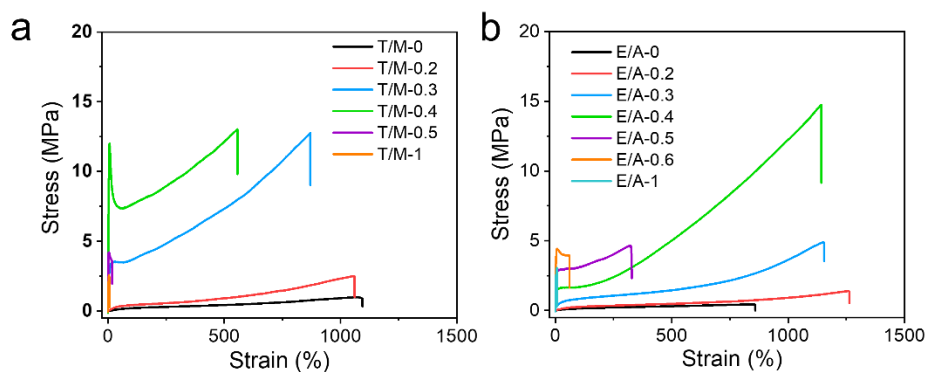 a
20
15
10
5
0
Stress (MPa)
0
500
1000
1500
Strain (%)
T/M-0
T/M-0.2
T/M-0.3
T/M-0.4
T/M-0.5
T/M-1
b
20
15
10
5
0
Stress (MPa)
0
500
1000
1500
Strain (%)
E/A-0
E/A-0.2
E/A-0.3
E/A-0.4
E/A-0.5
E/A-0.6
E/A-1